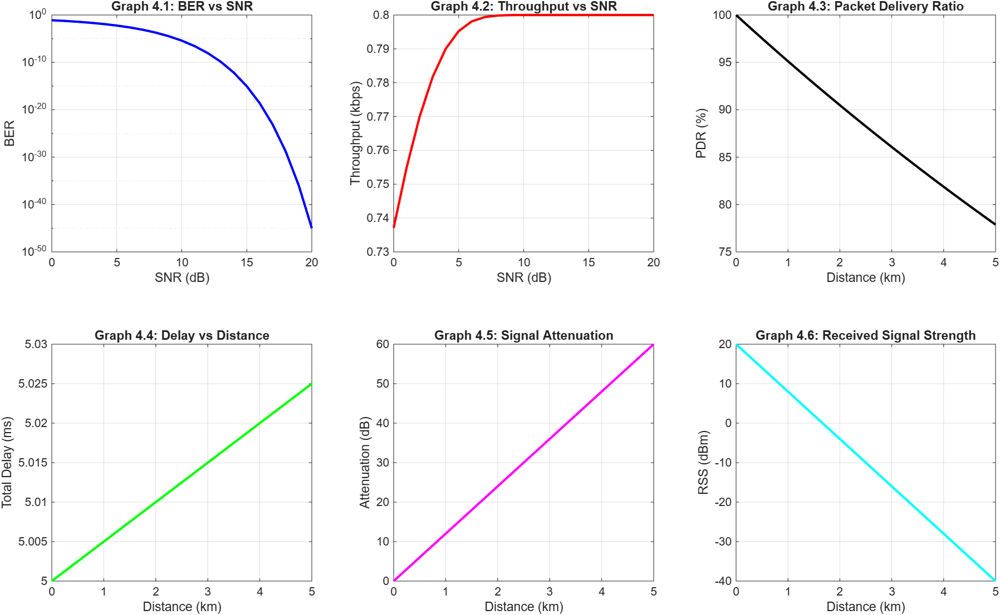 Graph 4.1: BER vs SNR
10^0
10^-10
10^-20
10^-30
10^-40
10^-50
BER
0 5 10 15 20
SNR (dB)
Graph 4.2: Throughput vs SNR
0.8
0.79
0.78
0.77
0.76
0.75
0.74
0.73
Throughput (kbps)
0 5 10 15 20
SNR (dB)
Graph 4.3: Packet Delivery Ratio
100
95
90
85
80
75
PDR (%)
0 1 2 3 4 5
Distance (km)
Graph 4.4: Delay vs Distance
5.03
5.025
5.02
5.015
5.01
5.005
5
Total Delay (ms)
0 1 2 3 4 5
Distance (km)
Graph 4.5: Signal Attenuation
60
50
40
30
20
10
0
Attenuation (dB)
0 1 2 3 4 5
Distance (km)
Graph 4.6: Received Signal Strength
20
10
0
-10
-20
-30
-40
RSS (dBm)
0 1 2 3 4 5
Distance (km)